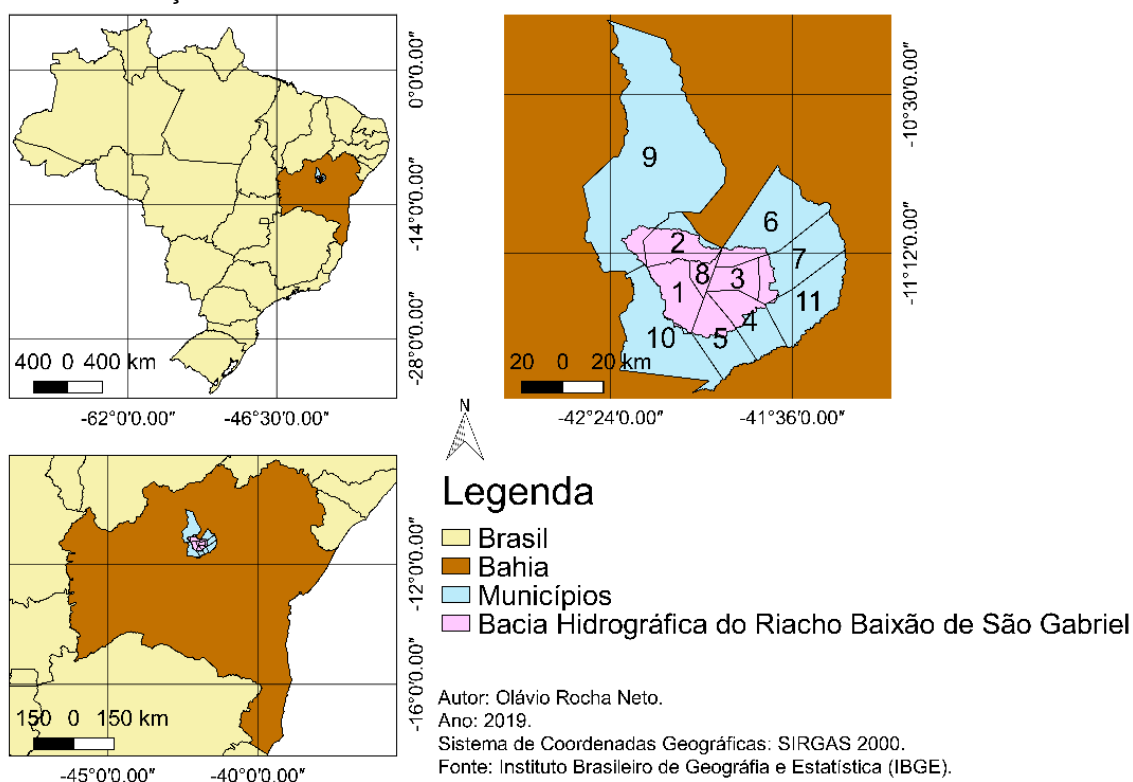 0°0'0.00″
-14°0'0.00″
-28°0'0.00″
400 0 400 km
-62°0'0.00″
-46°30'0.00″
9
6
2
7
8
3
1
11
4
10
5
-10°30'0.00″
-11°12'0.00″
20 0 20 km
-42°24'0.00″
-41°36'0.00″
N
-12°0'0.00″
-16°0'0.00″
150 0 150 km
-45°0'0.00″
-40°0'0.00″
Legenda
Brasil
Bahia
Municípios
Bacia Hidrográfica do Riacho Baixão de São Gabriel
Autor: Olávio Rocha Neto.
Ano: 2019.
Sistema de Coordenadas Geográficas: SIRGAS 2000.
Fonte: Instituto Brasileiro de Geográfia e Estatística (IBGE).